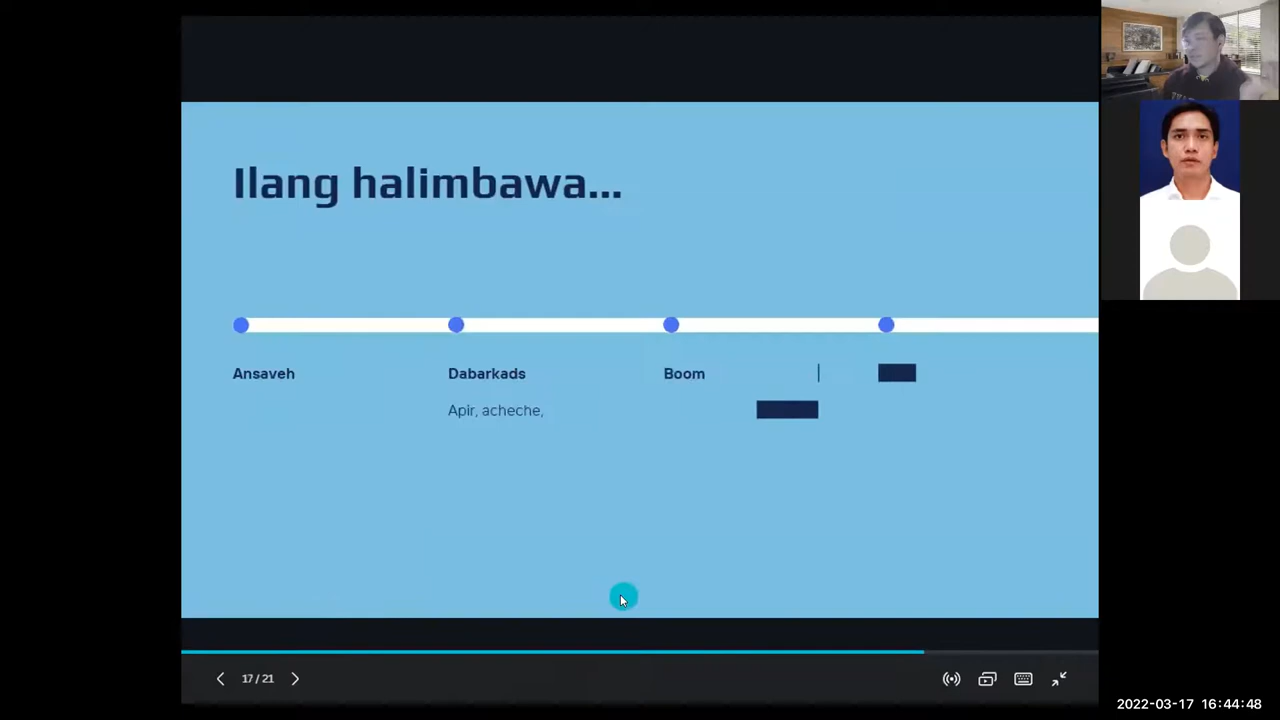 Ilang halimbawa...
Ansaveh
Dabarkads
Boom
Apir, acheche,
17 / 21
2022-03-17 16:44:48